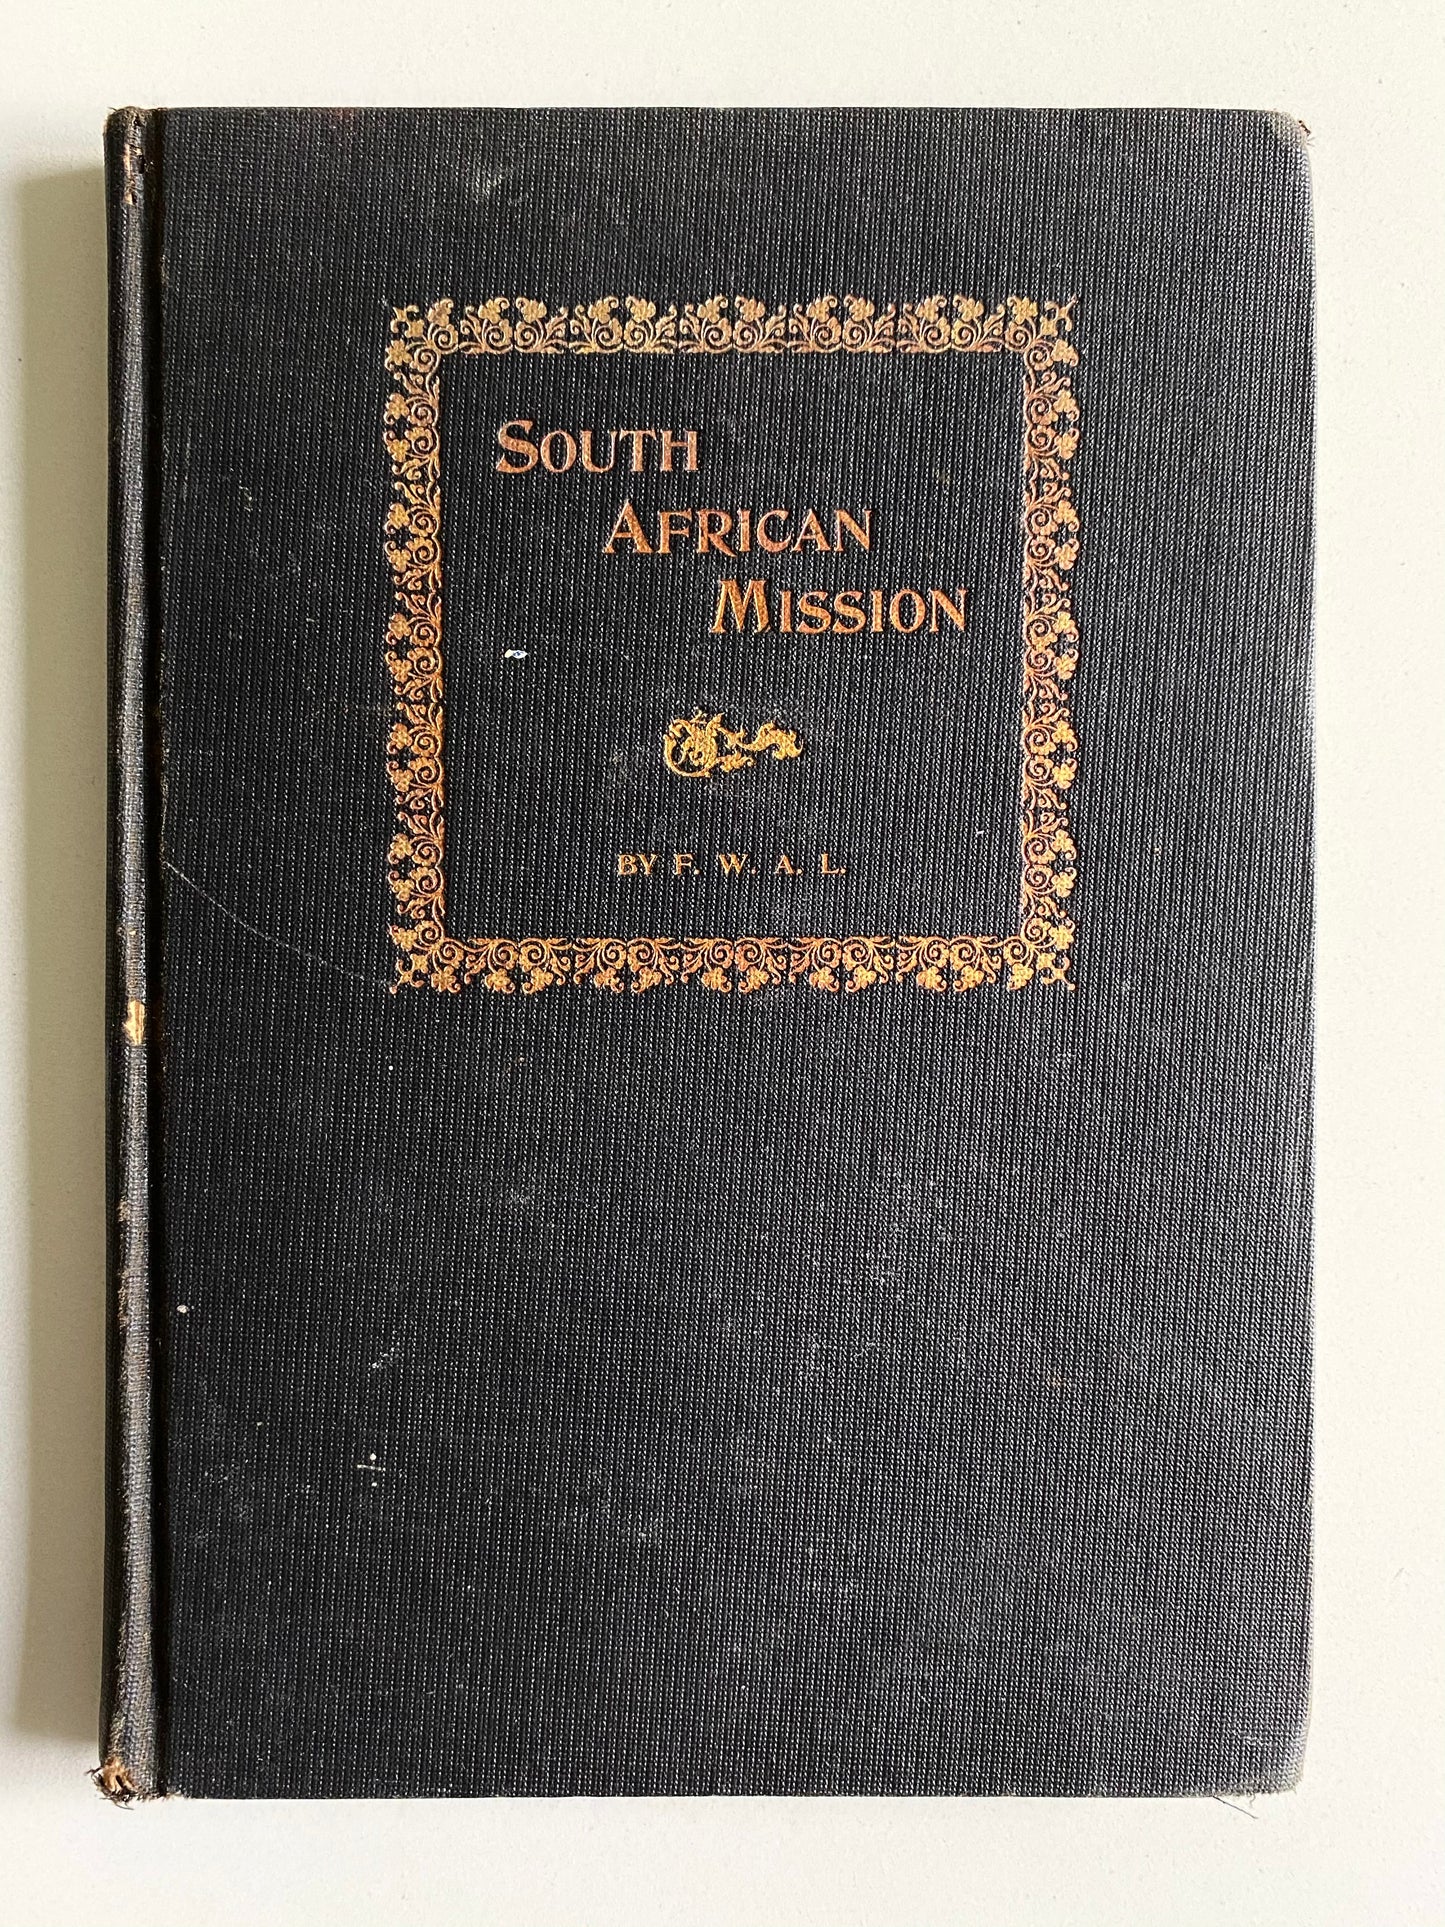 SOUTH
AFRICAN
MISSION
BY F. W. A. L.